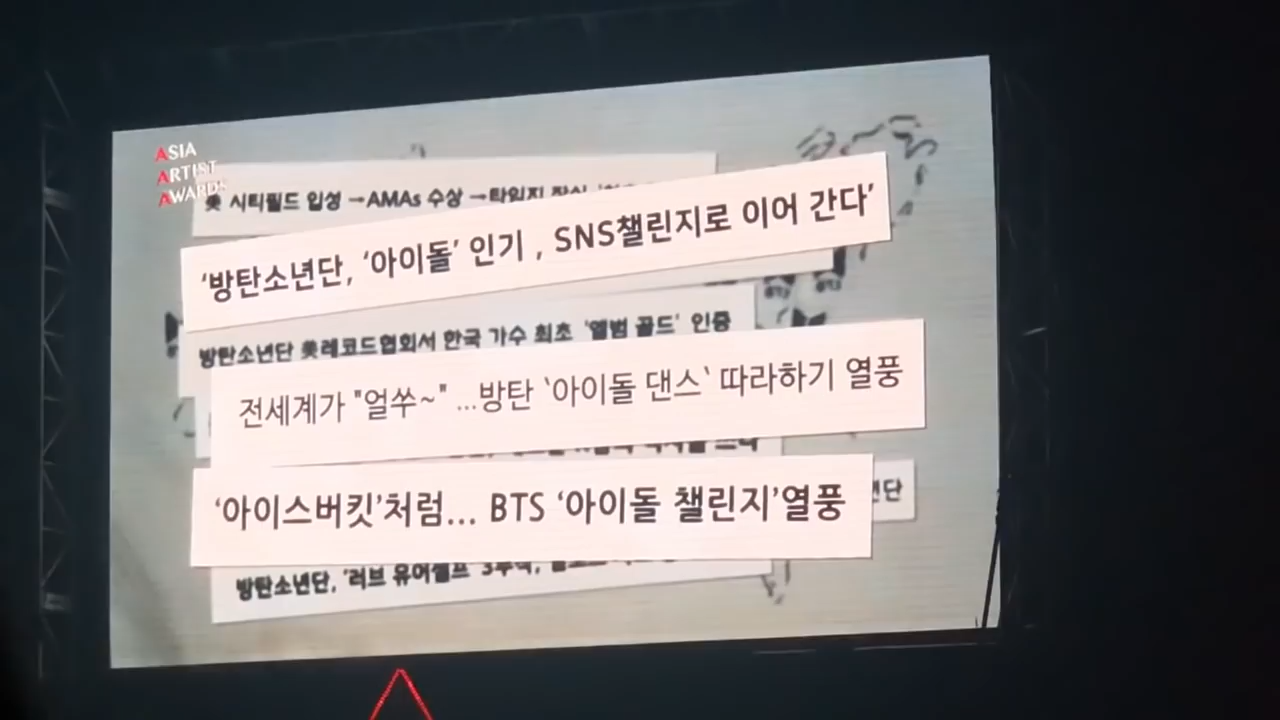 ASIA
ARTIST
AWARDS
美 시티필드 입성 →AMAs 수상 →타임지 장식
'방탄소년단, '아이돌' 인기 , SNS챌린지로 이어 간다'
방탄소년단 美레코드협회서 한국 가수 최초 '앨범 골드' 인증
전세계가 "얼쑤~" ...방탄 `아이돌 댄스` 따라하기 열풍
'아이스버킷'처럼... BTS '아이돌 챌린지'열풍
방탄소년단, '러브 유어셀프